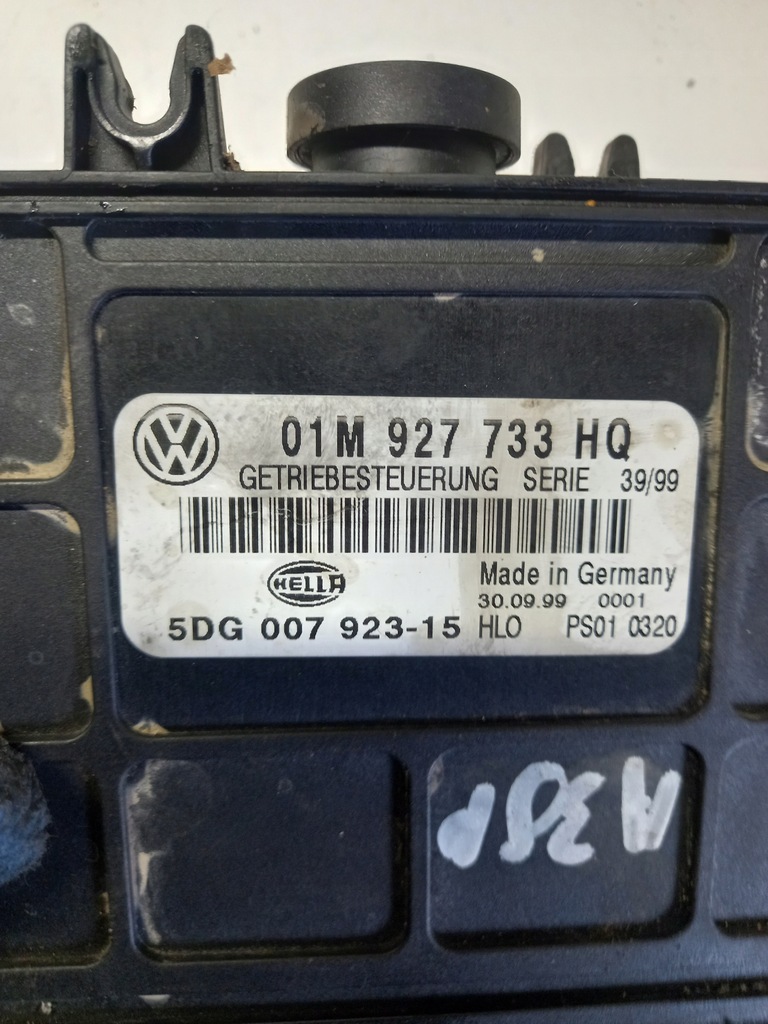 01M 927 733 HQ
GETRIEBESTEUERUNG SERIE 39/99
HELLA
Made in Germany
30.09.99 0001
5DG 007 923-15 HLO PS01 0320